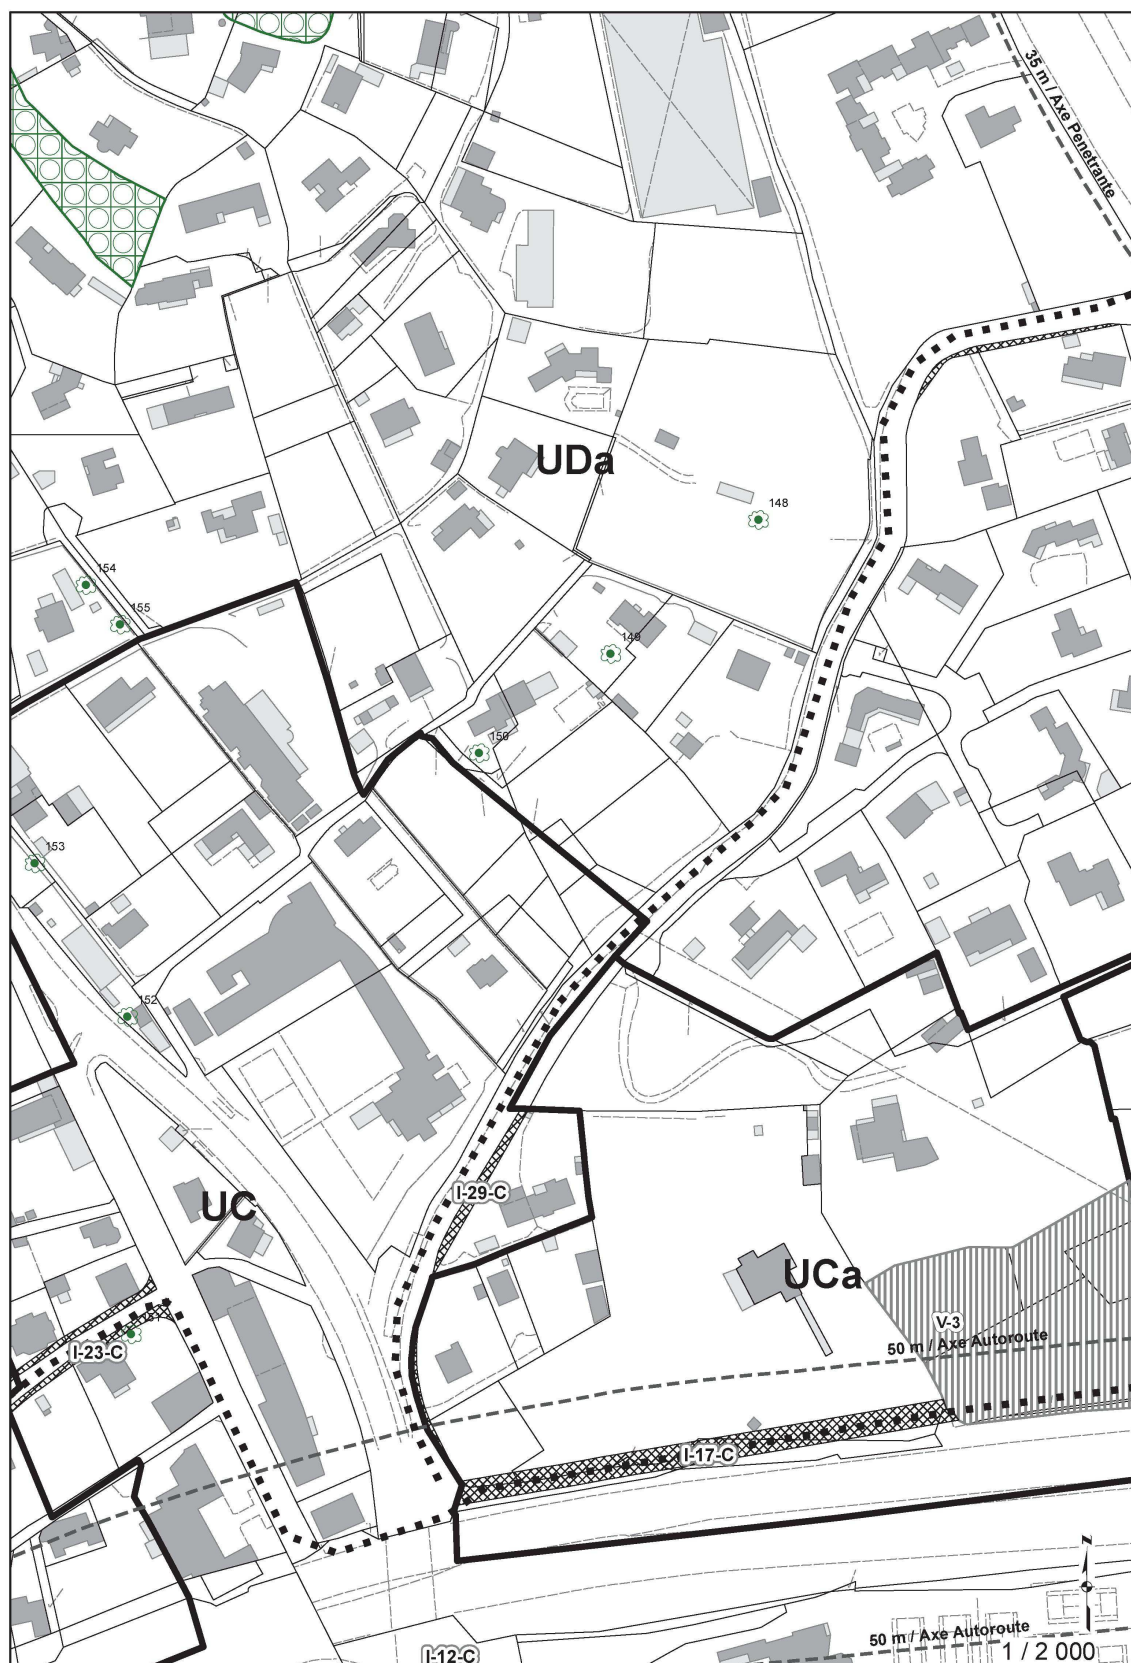 35 m / Axe Penetrante
UDa
148
154
155
149
150
153
152
I-29-C
UC
UCa
V-3
50 m / Axe Autoroute
I-23-C
I-17-C
N
50 m / Axe Autoroute
1 / 2 000
I-12-C